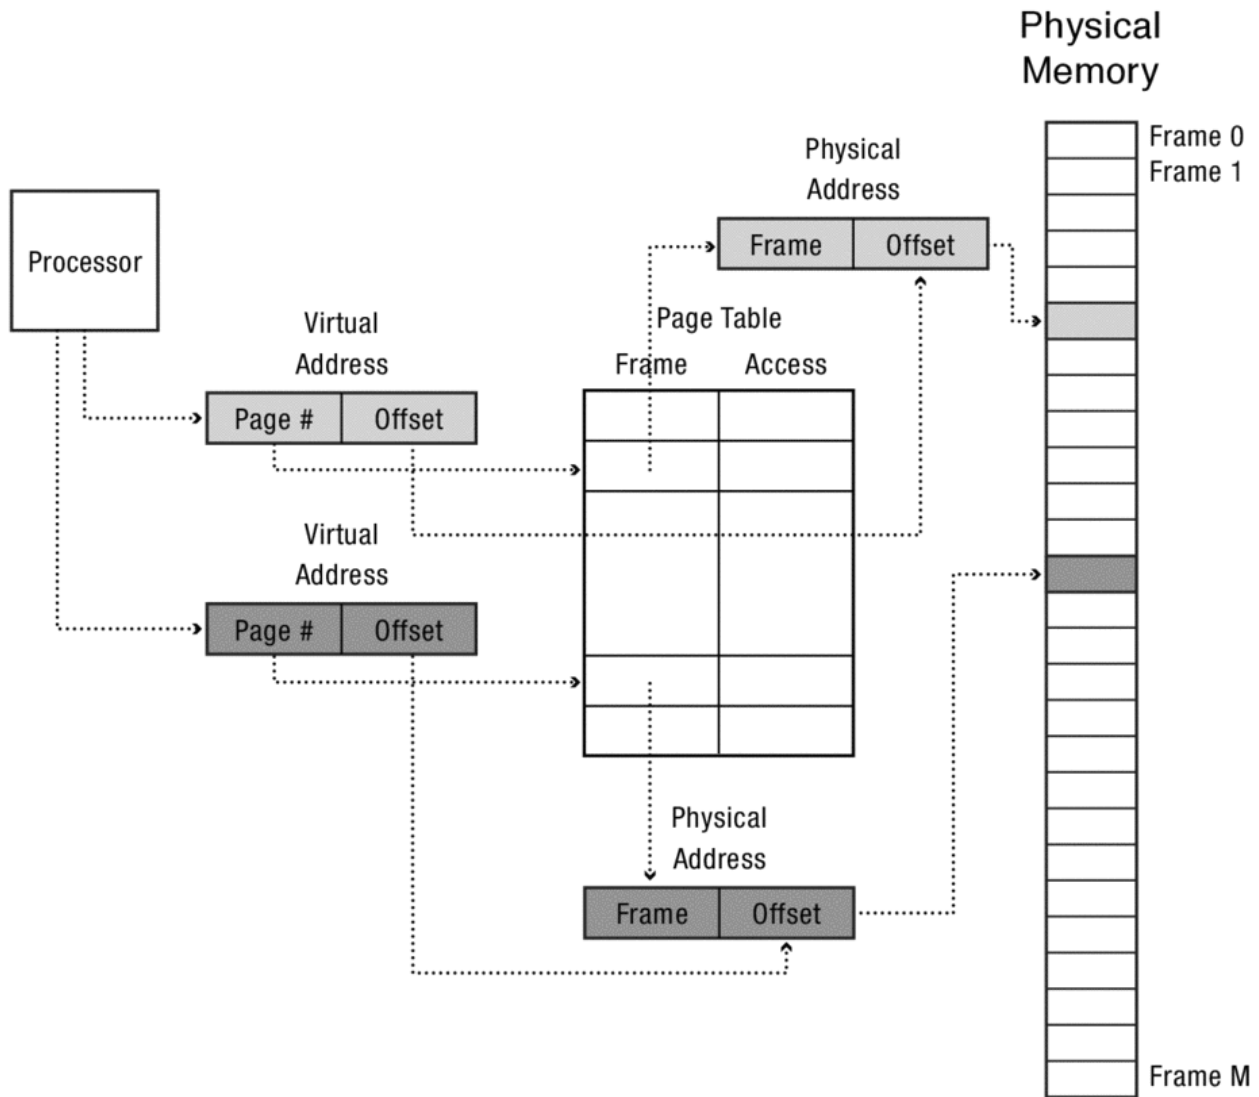 Physical
Memory
Frame 0
Frame 1
Physical
Address
Frame Offset
Processor
Virtual
Address
Page # Offset
Page Table
Frame Access
Virtual
Address
Page # Offset
Physical
Address
Frame Offset
Frame M